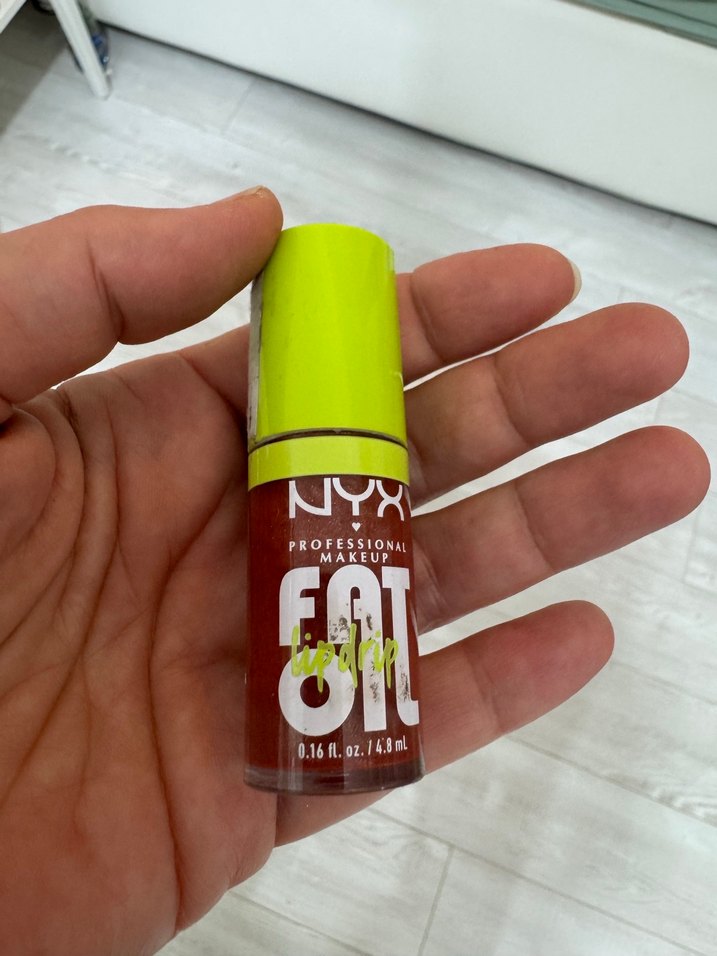 NYX
PROFESSIONAL
MAKEUP
FAT
lip drip
OIL
0.16 fl. oz. / 4.8 mL